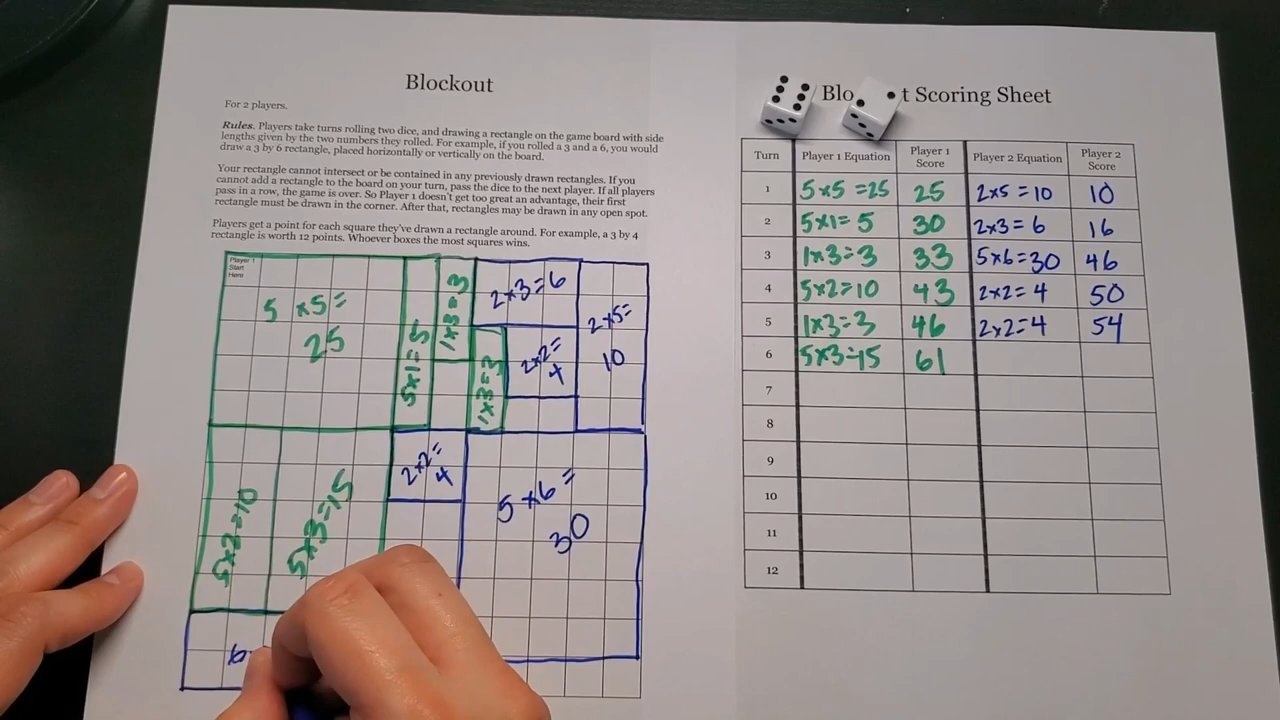 Blockout
For 2 players.
Rules. Players take turns rolling two dice, and drawing a rectangle on the game board with side
lengths given by the two numbers they rolled. For example, if you rolled a 3 and a 6, you would
draw a 3 by 6 rectangle, placed horizontally or vertically on the board.
Your rectangle cannot intersect or be contained in any previously drawn rectangles. If you
cannot add a rectangle to the board on your turn, pass the dice to the next player. If all players
pass in a row, the game is over. So Player 1 doesn't get too great an advantage, their first
rectangle must be drawn in the corner. After that, rectangles may be drawn in any open spot.
Players get a point for each square they've drawn a rectangle around. For example, a 3 by 4
rectangle is worth 12 points. Whoever boxes the most squares wins.
Player 1
Start
Here
5 x5=
25
5x1=5
1x3=3
2x3=6
2x5=
10
1x3=3
2x2=
4
5x2=10
5x3=15
2x2=
4
5x6=
30
6
Blo t Scoring Sheet
Turn Player 1 Equation Player 1 Score Player 2 Equation Player 2 Score
1 5x5=25 25 2x5=10 10
2 5x1=5 30 2x3=6 16
3 1x3=3 33 5x6=30 46
4 5x2=10 43 2x2=4 50
5 1x3=3 46 2x2=4 54
6 5x3=15 61
7
8
9
10
11
12